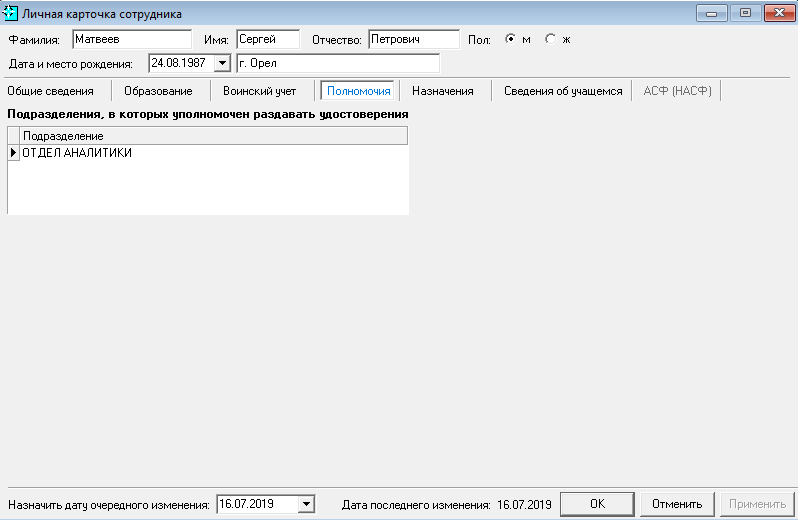 Личная карточка сотрудника
Фамилия: Матвеев Имя: Сергей Отчество: Петрович Пол: м ж
Дата и место рождения: 24.08.1987 г. Орел
Общие сведения Образование Воинский учет Полномочия Назначения Сведения об учащемся АСФ (НАСФ)
Подразделения, в которых уполномочен раздавать удостоверения
Подразделение
ОТДЕЛ АНАЛИТИКИ
Назначить дату очередного изменения: 16.07.2019 Дата последнего изменения: 16.07.2019 OK Отменить Применить